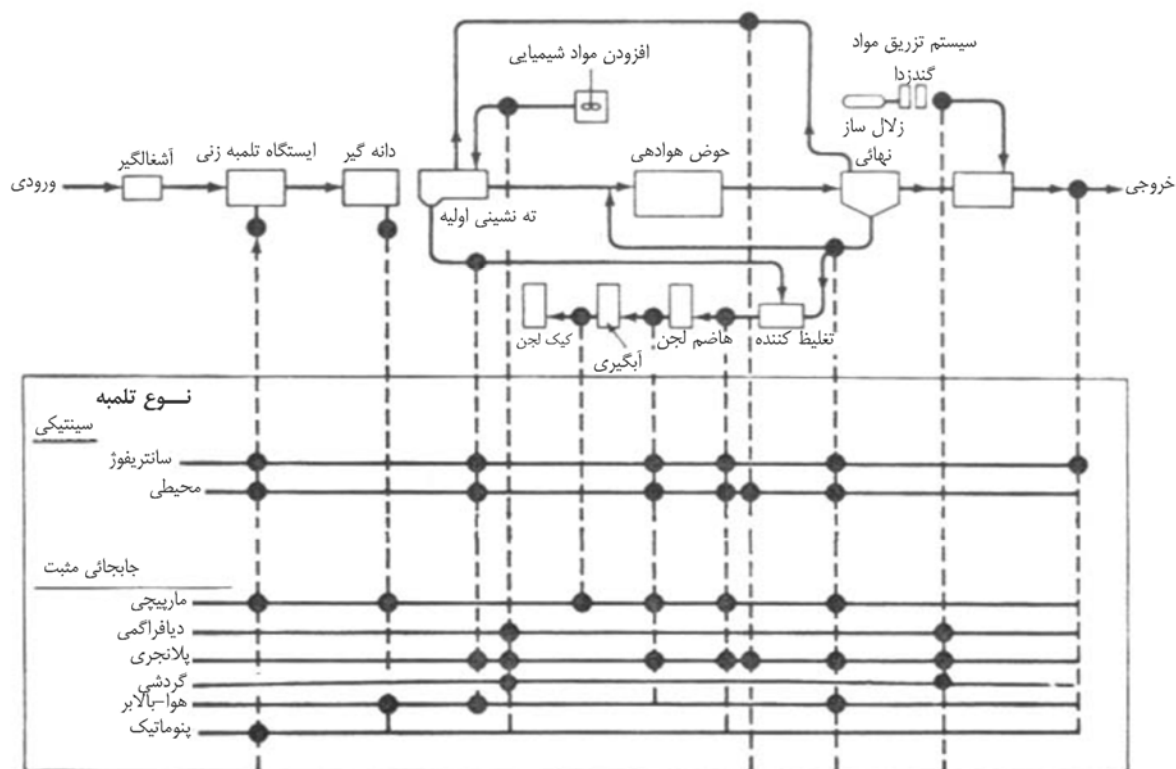 سیستم تزریق مواد
گندزدا
افزودن مواد شیمیایی
زلال ساز
نهائی
حوض هوادهی
دانه گیر
ایستگاه تلمبه زنی
آشغالگیر
ورودی
خروجی
ته نشینی اولیه
تغلیظ کننده
هاضم لجن
آبگیری
کیک لجن
نــوع تلمبه
سینتیکی
سانتریفوژ
محیطی
جابجائی مثبت
مارپیچی
دیافراگمی
پلانجری
گردشی
هوا-بالابر
پنوماتیک